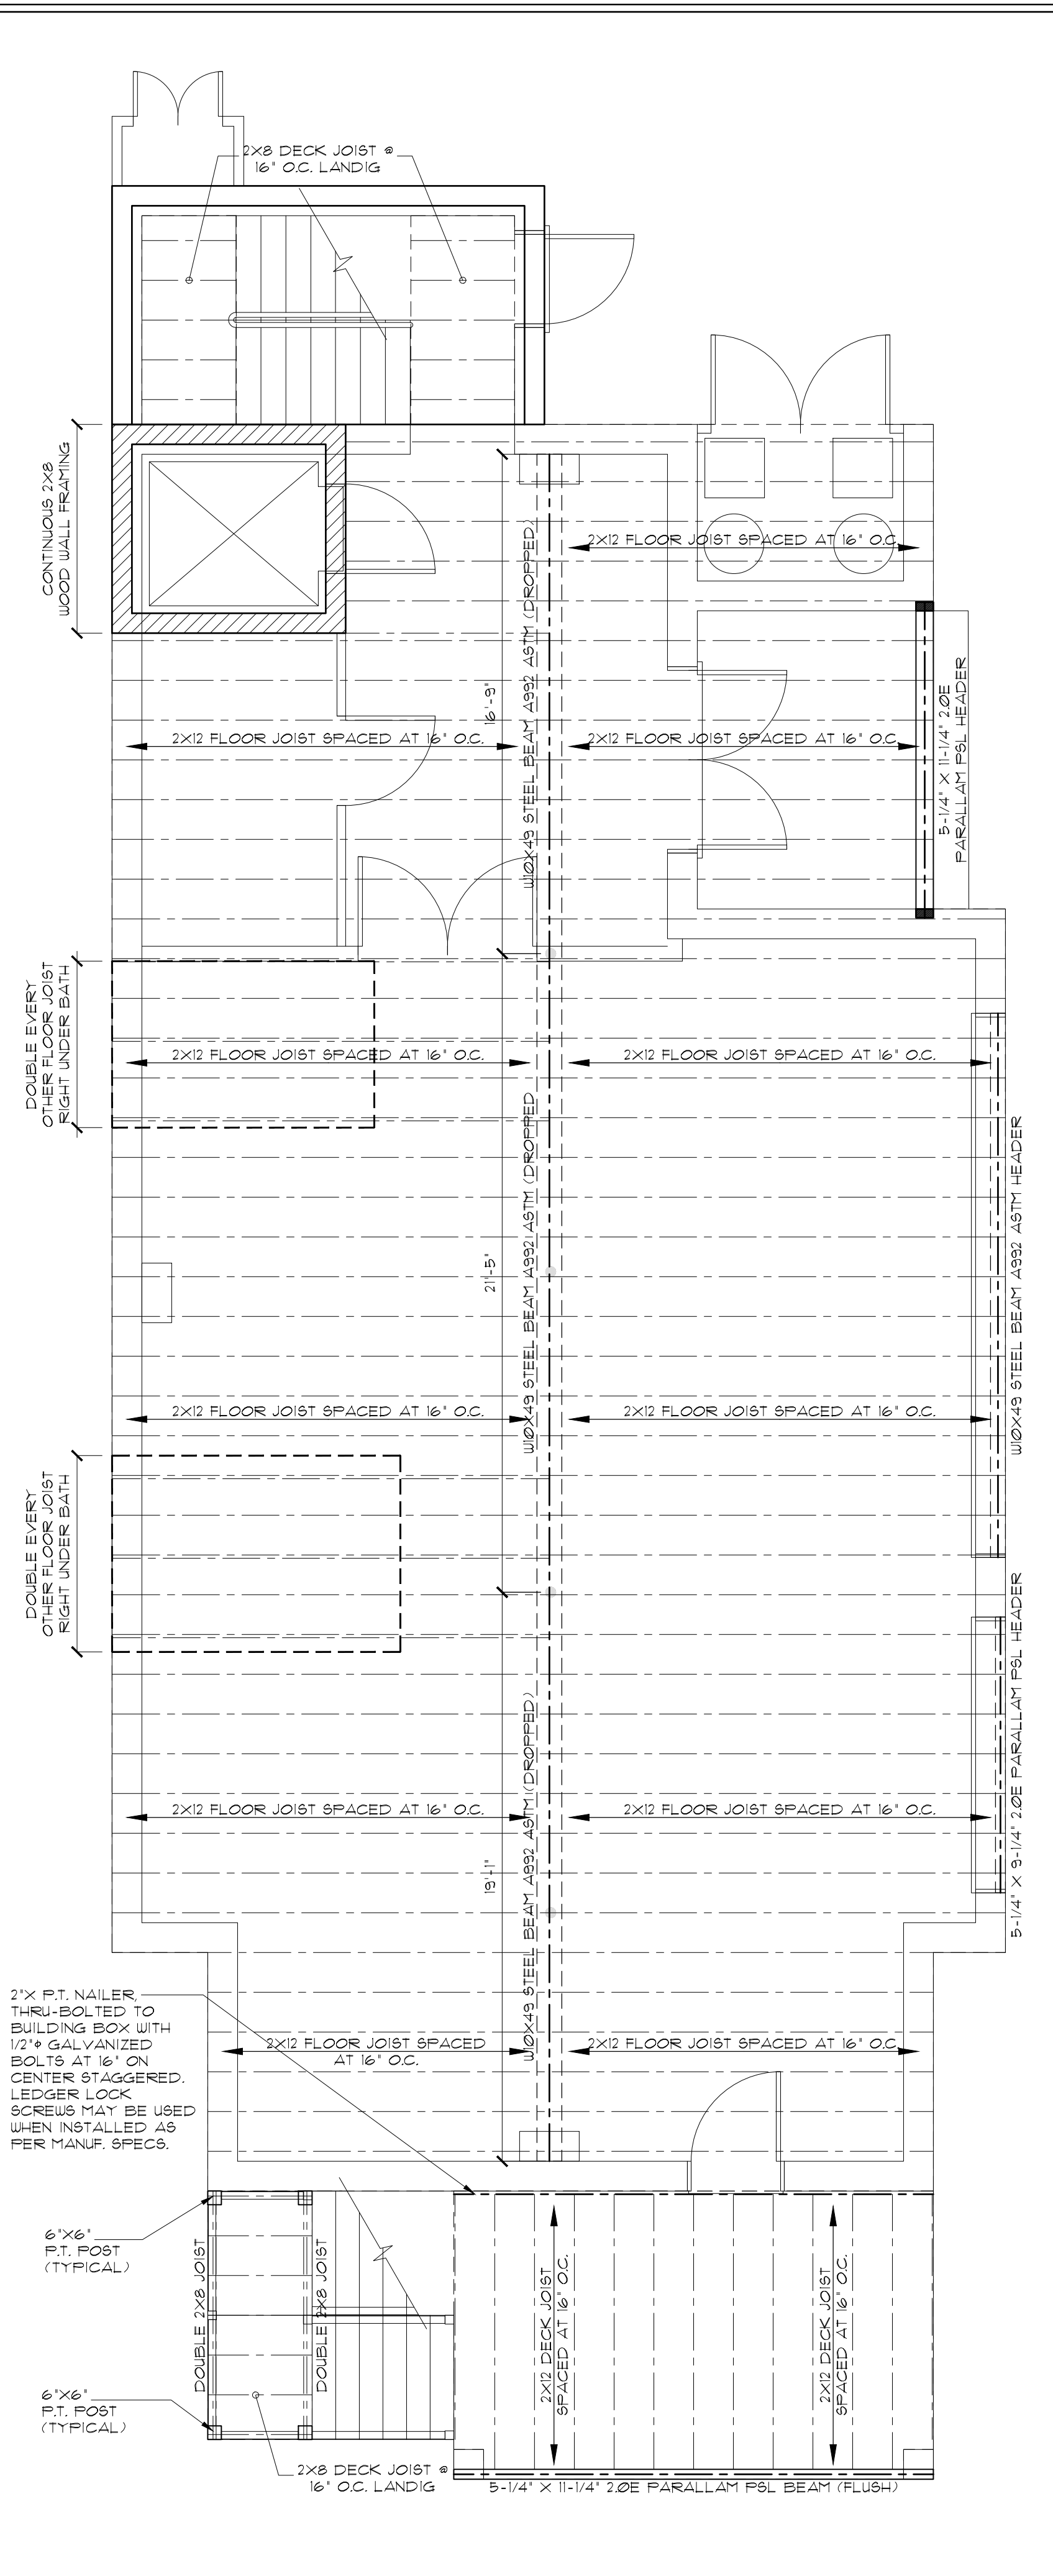 2X8 DECK JOIST @
16" O.C. LANDIG
CONTINUOUS 2X8
WOOD WALL FRAMING
2X12 FLOOR JOIST SPACED AT 16" O.C.
W10X49 STEEL BEAM A992 ASTM (DROPPED)
16'-9"
5-1/4" X 11-1/4" 2.0E
PARALLAM PSL HEADER
2X12 FLOOR JOIST SPACED AT 16" O.C.
2X12 FLOOR JOIST SPACED AT 16" O.C.
DOUBLE EVERY
OTHER FLOOR JOIST
RIGHT UNDER BATH
2X12 FLOOR JOIST SPACED AT 16" O.C.
2X12 FLOOR JOIST SPACED AT 16" O.C.
W10X49 STEEL BEAM A992 ASTM (DROPPED
21'-5"
W10X49 STEEL BEAM A992 ASTM HEADER
2X12 FLOOR JOIST SPACED AT 16" O.C.
2X12 FLOOR JOIST SPACED AT 16" O.C.
DOUBLE EVERY
OTHER FLOOR JOIST
RIGHT UNDER BATH
5-1/4" X 9-1/4" 2.0E PARALLAM PSL HEADER
W10X49 STEEL BEAM A992 ASTM (DROPPED)
2X12 FLOOR JOIST SPACED AT 16" O.C.
2X12 FLOOR JOIST SPACED AT 16" O.C.
19'-1"
2"X P.T. NAILER,
THRU-BOLTED TO
BUILDING BOX WITH
1/2"φ GALVANIZED
BOLTS AT 16" ON
CENTER STAGGERED.
LEDGER LOCK
SCREWS MAY BE USED
WHEN INSTALLED AS
PER MANUF. SPECS.
2X12 FLOOR JOIST SPACED
AT 16" O.C.
2X12 FLOOR JOIST SPACED AT 16" O.C.
6"X6"
P.T. POST
(TYPICAL)
DOUBLE 2X8 JOIST
DOUBLE 2X8 JOIST
2X12 DECK JOIST
SPACED AT 16" O.C.
2X12 DECK JOIST
SPACED AT 16" O.C.
6"X6"
P.T. POST
(TYPICAL)
2X8 DECK JOIST @
16" O.C. LANDIG
5-1/4" X 11-1/4" 2.0E PARALLAM PSL BEAM (FLUSH)